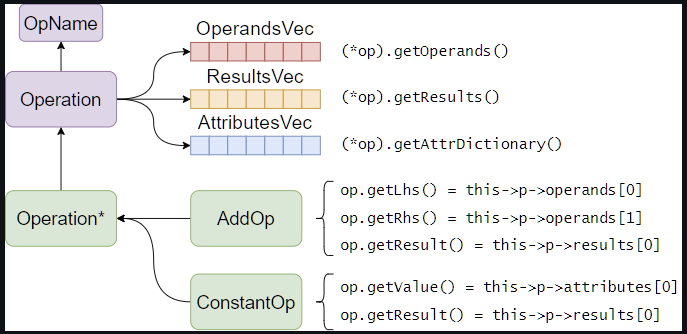 OpName
OperandsVec
(*op).getOperands()
ResultsVec
Operation
(*op).getResults()
AttributesVec
(*op).getAttrDictionary()
op.getLhs() = this->p->operands[0]
Operation*
AddOp
op.getRhs() = this->p->operands[1]
op.getResult() = this->p->results[0]
op.getValue() = this->p->attributes[0]
ConstantOp
op.getResult() = this->p->results[0]